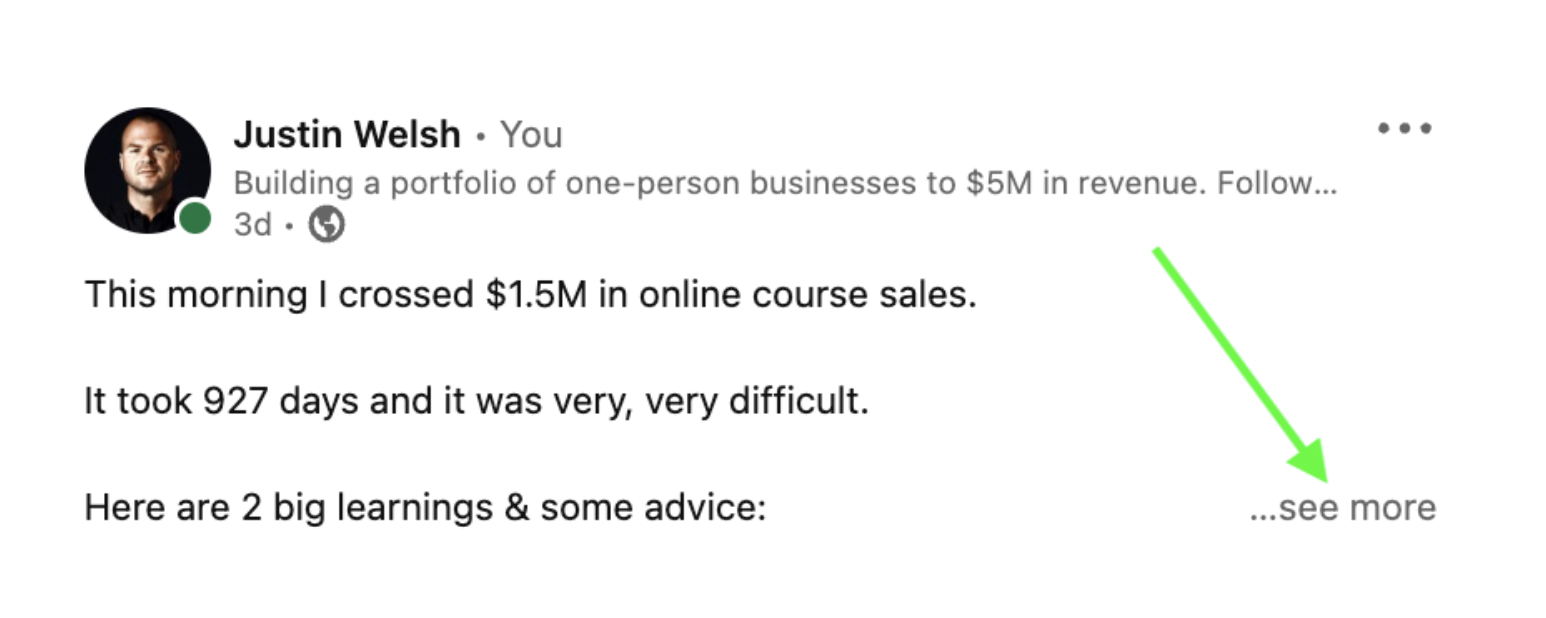 Justin Welsh • You
Building a portfolio of one-person businesses to $5M in revenue. Follow...
3d •
This morning I crossed $1.5M in online course sales.
It took 927 days and it was very, very difficult.
Here are 2 big learnings & some advice: ...see more